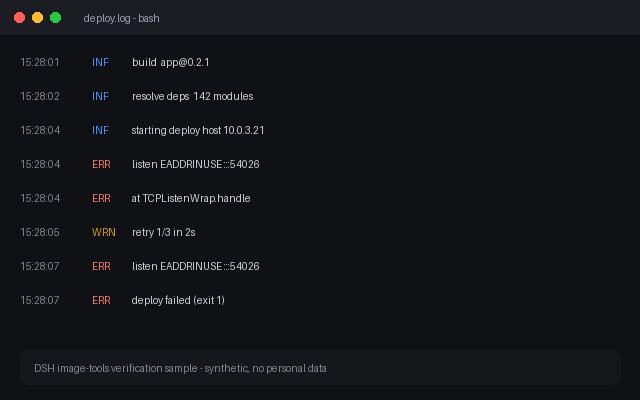 deploy.log - bash
15:28:01 INF build app@0.2.1
15:28:02 INF resolve deps 142 modules
15:28:04 INF starting deploy host 10.0.3.21
15:28:04 ERR listen EADDRINUSE :::54026
15:28:04 ERR at TCPListenWrap.handle
15:28:05 WRN retry 1/3 in 2s
15:28:07 ERR listen EADDRINUSE :::54026
15:28:07 ERR deploy failed (exit 1)
DSH image-tools verification sample - synthetic, no personal data